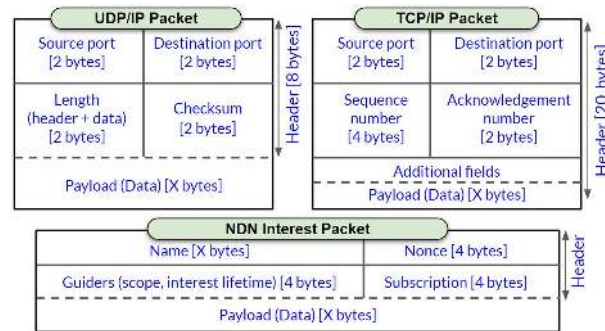 UDP/IP Packet
Source port
[2 bytes]
Destination port
[2 bytes]
Length
(header + data)
[2 bytes]
Checksum
[2 bytes]
Payload (Data) [X bytes]
Header [8 bytes]
TCP/IP Packet
Source port
[2 bytes]
Destination port
[2 bytes]
Sequence
number
[4 bytes]
Acknowledgement
number
[2 bytes]
Additional fields
Payload (Data) [X bytes]
Header [20 bytes]
NDN Interest Packet
Name [X bytes]
Nonce [4 bytes]
Guiders (scope, interest lifetime) [4 bytes]
Subscription [4 bytes]
Payload (Data) [X bytes]
Header